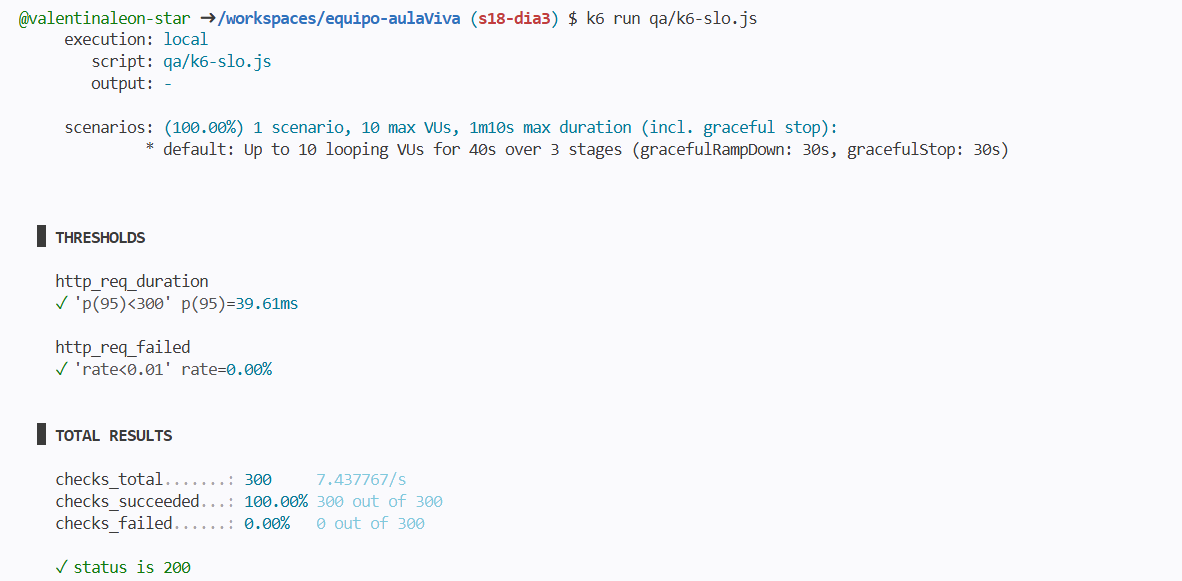 @valentinaleon-star ➜/workspaces/equipo-aulaViva (s18-dia3) $ k6 run qa/k6-slo.js
execution: local
script: qa/k6-slo.js
output: -
scenarios: (100.00%) 1 scenario, 10 max VUs, 1m10s max duration (incl. graceful stop):
* default: Up to 10 looping VUs for 40s over 3 stages (gracefulRampDown: 30s, gracefulStop: 30s)
█ THRESHOLDS
http_req_duration
✓ 'p(95)<300' p(95)=39.61ms
http_req_failed
✓ 'rate<0.01' rate=0.00%
█ TOTAL RESULTS
checks_total.......: 300 7.437767/s
checks_succeeded...: 100.00% 300 out of 300
checks_failed......: 0.00% 0 out of 300
✓ status is 200